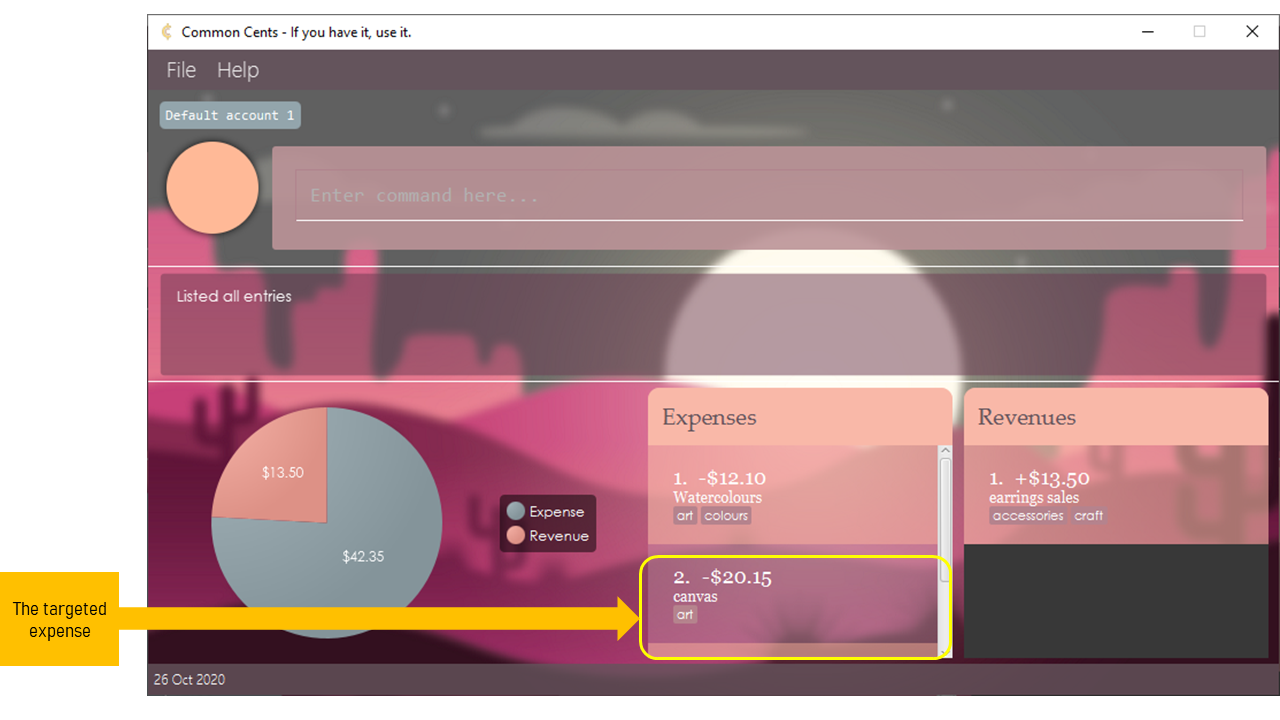 Common Cents - If you have it, use it.
File Help
Default account 1
Enter command here...
Listed all entries
$13.50
$42.35
Expense
Revenue
Expenses
1. -$12.10
Watercolours
art colours
2. -$20.15
canvas
art
Revenues
1. +$13.50
earrings sales
accessories craft
The targeted
expense
26 Oct 2020